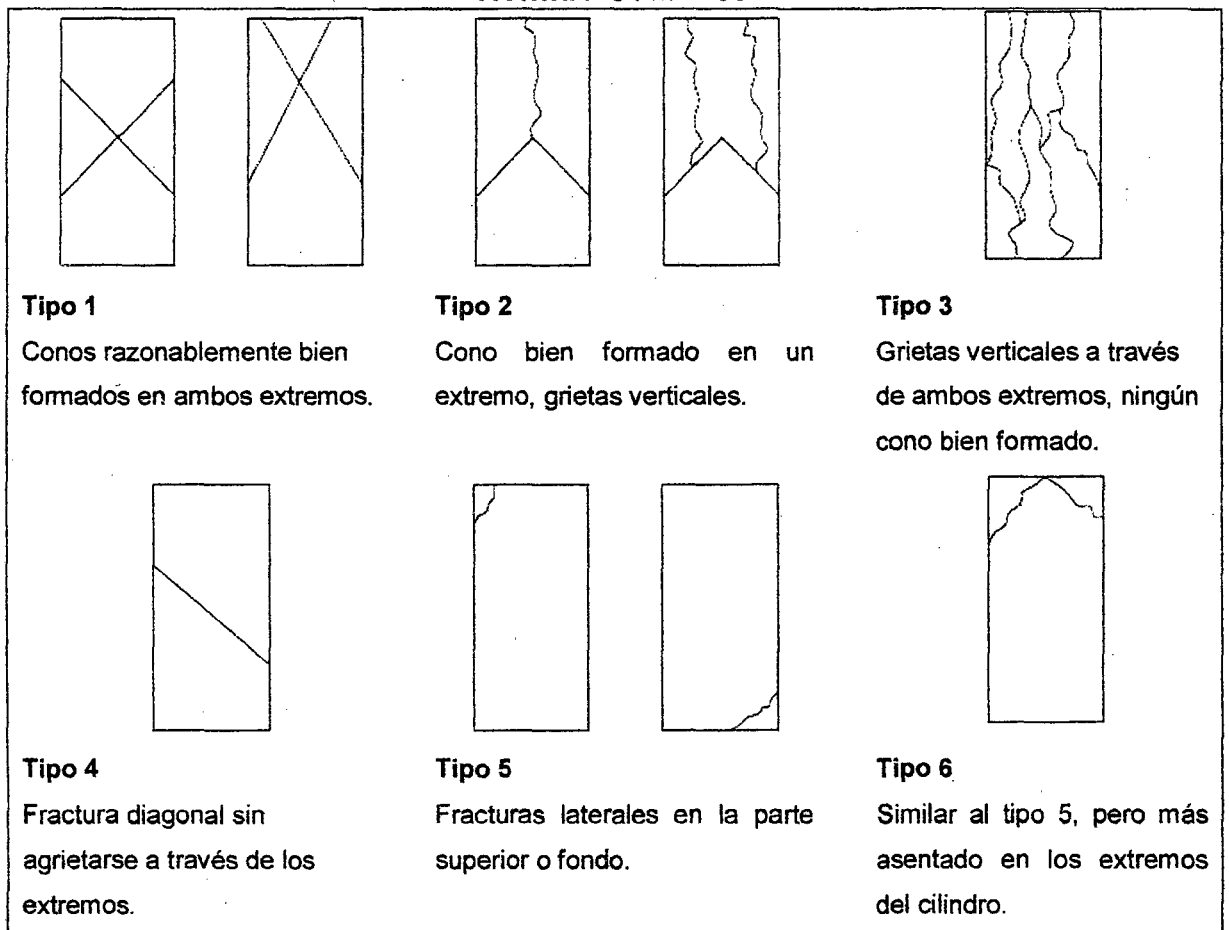 Tipo 1
Conos razonablemente bien
formados en ambos extremos.
Tipo 2
Cono bien formado en un
extremo, grietas verticales.
Tipo 3
Grietas verticales a través
de ambos extremos, ningún
cono bien formado.
Tipo 4
Fractura diagonal sin
agrietarse a través de los
extremos.
Tipo 5
Fracturas laterales en la parte
superior o fondo.
Tipo 6
Similar al tipo 5, pero más
asentado en los extremos
del cilindro.